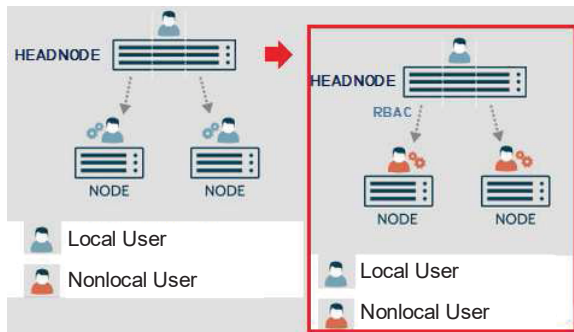 HEADNODE
NODE
NODE
Local User
Nonlocal User
HEADNODE
RBAC
NODE
NODE
Local User
Nonlocal User